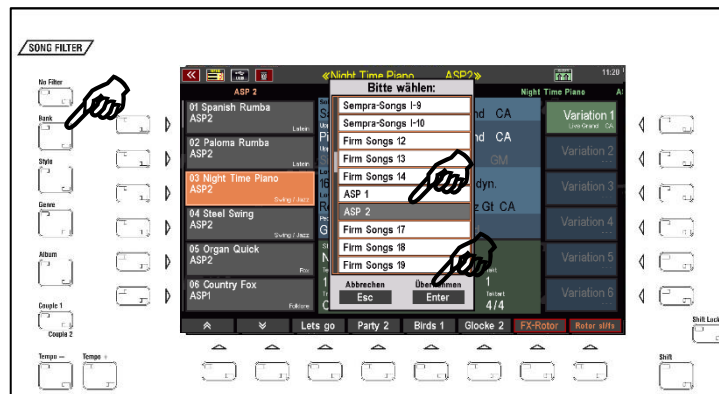 SONG FILTER
No Filter
Bank
Style
Genre
Album
Couple 1
Couple 2
Tempo −
Tempo +
«Night Time Piano ASP2»
11:20
ASP 2
Night Time Piano
01 Spanish Rumba
ASP2
Latein
02 Paloma Rumba
ASP2
Latein
03 Night Time Piano
ASP2
Swing / Jazz
04 Steel Swing
ASP2
Swing / Jazz
05 Organ Quick
ASP2
Fox
06 Country Fox
ASP1
Folklore
Bitte wählen:
Sempra-Songs I-9
Sempra-Songs I-10
Firm Songs 12
Firm Songs 13
Firm Songs 14
ASP 1
ASP 2
Firm Songs 17
Firm Songs 18
Firm Songs 19
Abbrechen
Esc
Enter
nd CA
nd CA
GM
dyn.
z Gt CA
1
4/4
Variation 1
Live Grand CA
Variation 2
Variation 3
Variation 4
Variation 5
Variation 6
Lets go
Party 2
Birds 1
Glocke 2
FX-Rotor
Rotor sl/fs
Shift Lock
Shift